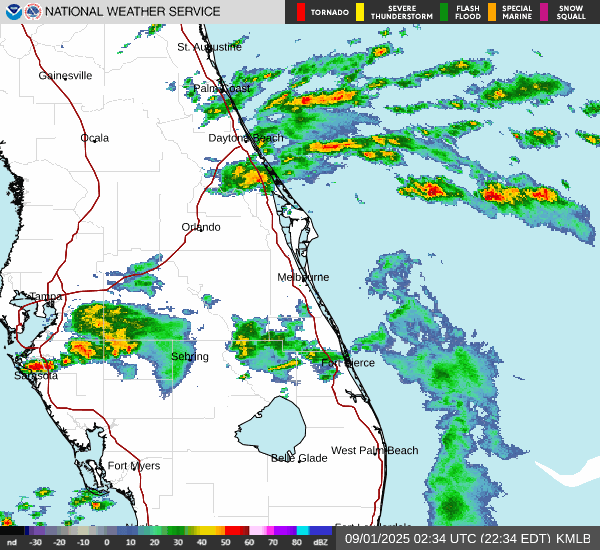 NATIONAL WEATHER SERVICE
TORNADO
SEVERE THUNDERSTORM
FLASH FLOOD
SPECIAL MARINE
SNOW SQUALL
St. Augustine
Gainesville
Palm Coast
Ocala
Daytona Beach
Orlando
Melbourne
Tampa
Sebring
Fort Pierce
Sarasota
West Palm Beach
Belle Glade
Fort Myers
nd -30 -20 -10 0 10 20 30 40 50 60 70 80 dBZ
09/01/2025 02:34 UTC (22:34 EDT) KMLB